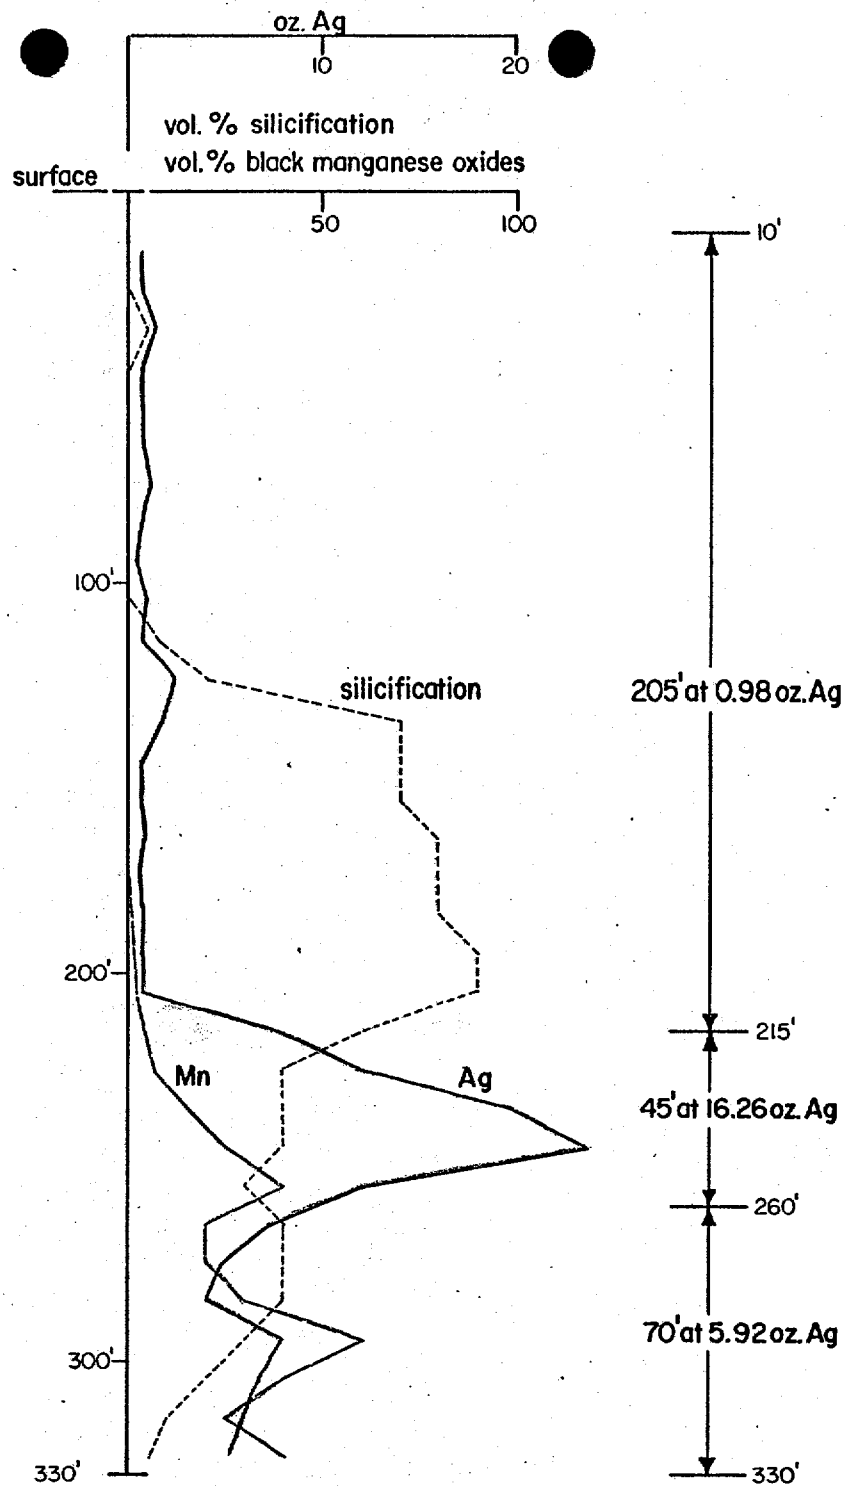 oz. Ag
10
20
vol. % silicification
vol. % black manganese oxides
surface
50
100
10'
100'
silicification
205' at 0.98 oz. Ag
200'
215'
Mn
Ag
45' at 16.26 oz. Ag
260'
70' at 5.92 oz. Ag
300'
330'
330'